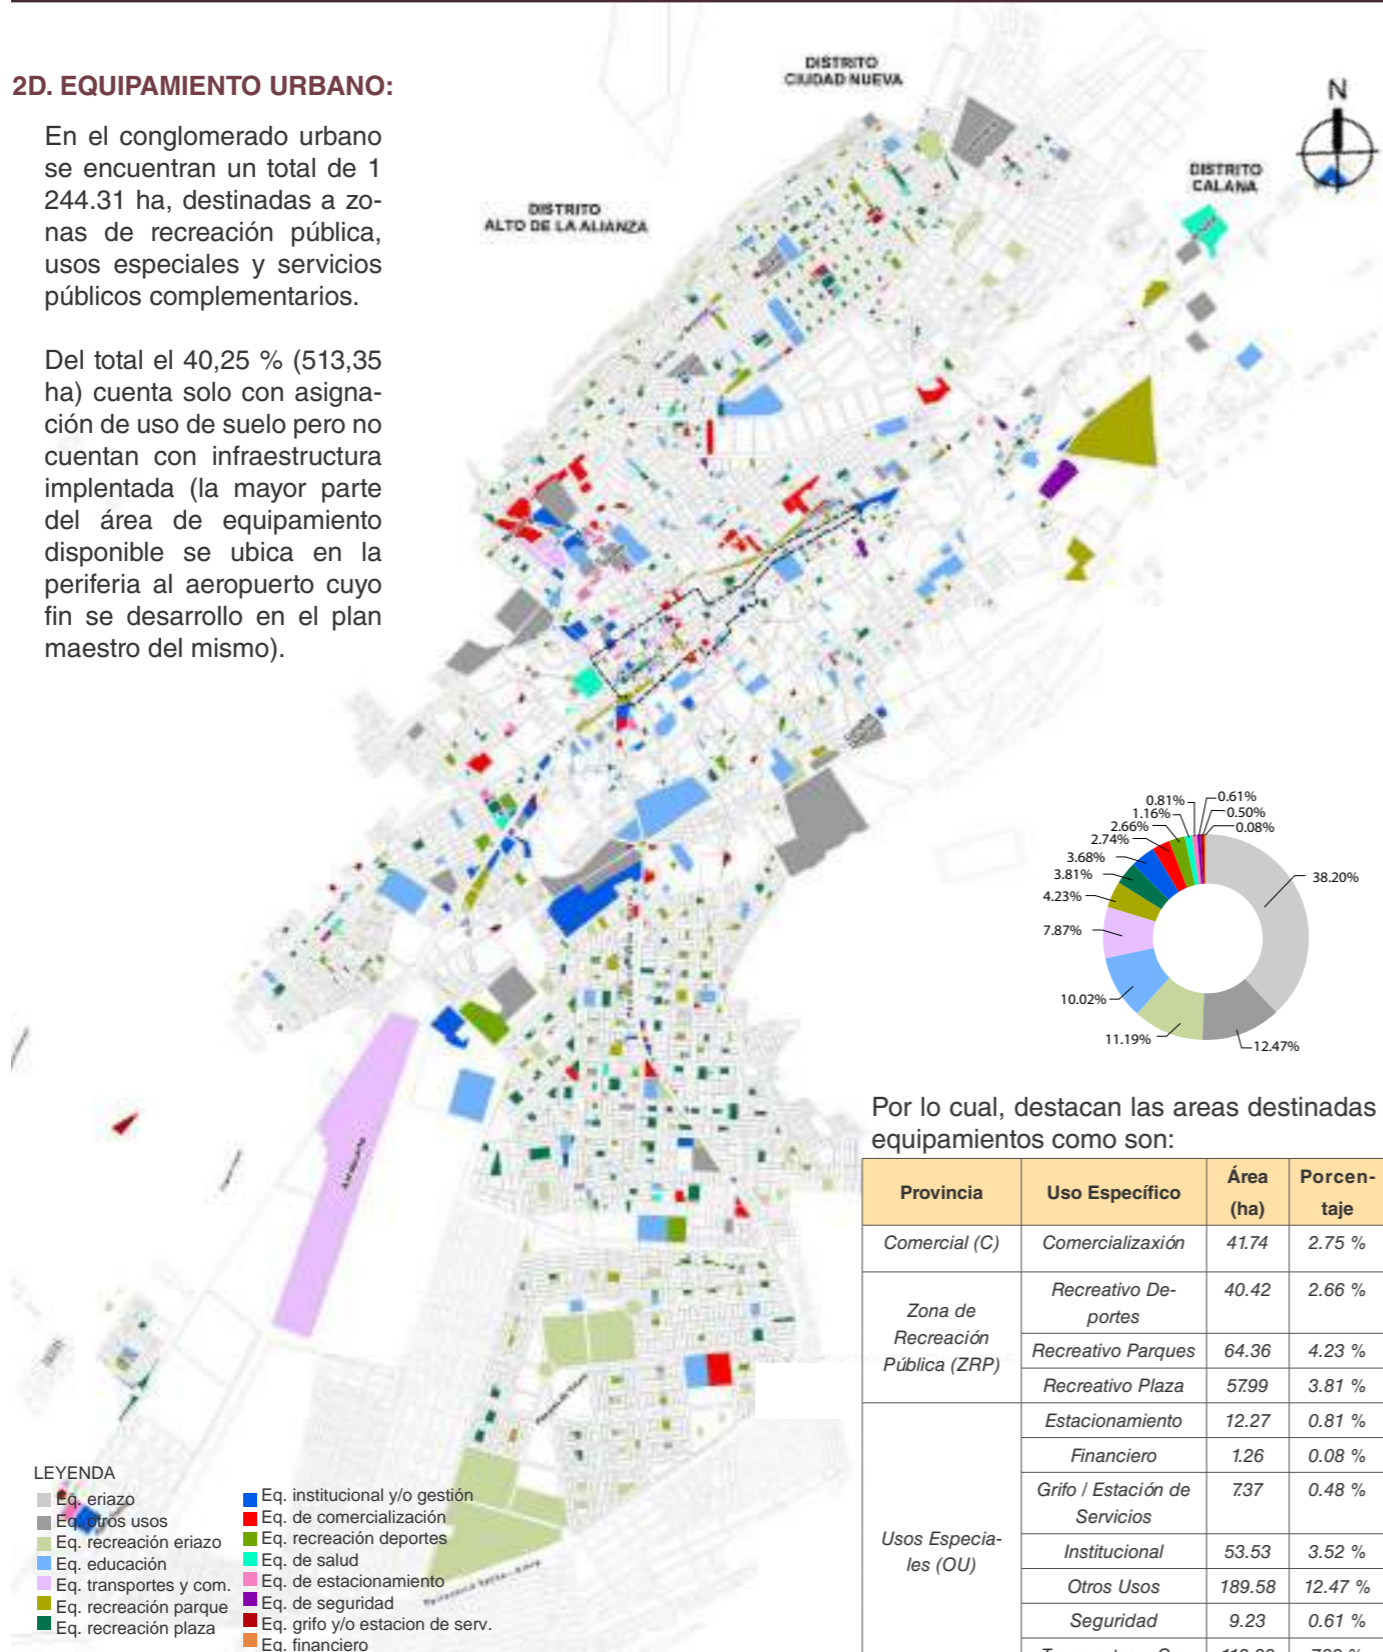 2D. EQUIPAMIENTO URBANO:
En el conglomerado urbano
se encuentran un total de 1
244.31 ha, destinadas a zo-
nas de recreación pública,
usos especiales y servicios
públicos complementarios.
Del total el 40,25 % (513,35
ha) cuenta solo con asigna-
ción de uso de suelo pero no
cuentan con infraestructura
implentada (la mayor parte
del área de equipamiento
disponible se ubica en la
periferia al aeropuerto cuyo
fin se desarrollo en el plan
maestro del mismo).
DISTRITO
CIUDAD NUEVA
N
DISTRITO
CALANA
DISTRITO
ALTO DE LA ALIANZA
0.81%
0.61%
1.16%
0.50%
2.66%
0.08%
2.74%
3.68%
3.81%
38.20%
4.23%
7.87%
10.02%
11.19%
12.47%
Por lo cual, destacan las areas destinadas
equipamientos como son:
Provincia Uso Específico Área (ha) Porcen-taje
Comercial (C) Comercializaxión 41.74 2.75 %
Zona de Recreación Pública (ZRP)
Recreativo De-portes 40.42 2.66 %
Recreativo Parques 64.36 4.23 %
Recreativo Plaza 57.99 3.81 %
Usos Especia-les (OU)
Estacionamiento 12.27 0.81 %
Financiero 1.26 0.08 %
Grifo / Estación de Servicios 7.37 0.48 %
Institucional 53.53 3.52 %
Otros Usos 189.58 12.47 %
Seguridad 9.23 0.61 %
LEYENDA
Eq. eriazo
Eq. otros usos
Eq. recreación eriazo
Eq. educación
Eq. transportes y com.
Eq. recreación parque
Eq. recreación plaza
Eq. institucional y/o gestión
Eq. de comercialización
Eq. recreación deportes
Eq. de salud
Eq. de estacionamiento
Eq. de seguridad
Eq. grifo y/o estacion de serv.
Eq. financiero